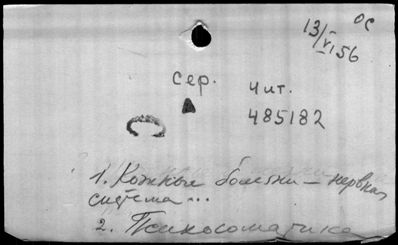 ОС
13/VI 56
сер. чит.
485182
1. Кожные болезни – нервная
система...
2. Психосоматика